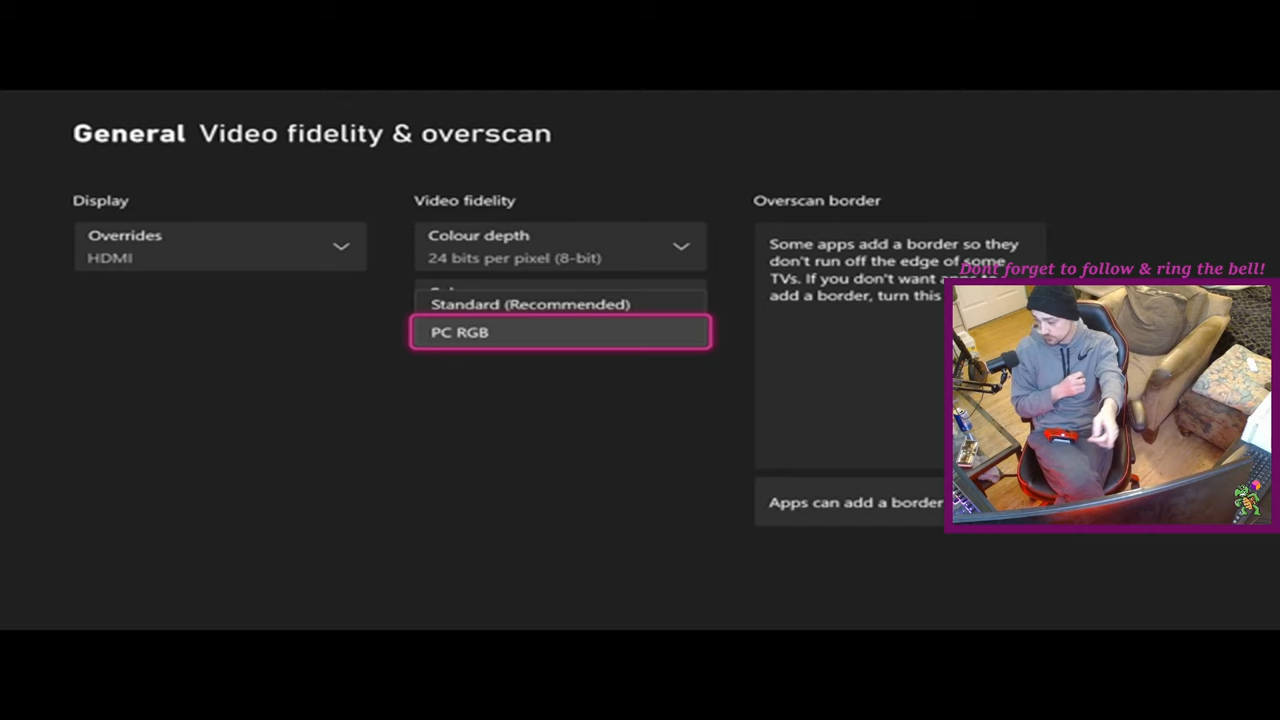 General Video fidelity & overscan
Display
Overrides
HDMI
Video fidelity
Colour depth
24 bits per pixel (8-bit)
Standard (Recommended)
PC RGB
Overscan border
Some apps add a border so they
don't run off the edge of some
TVs. If you don't want
add a border, turn this
Apps can add a border
Dont forget to follow & ring the bell!